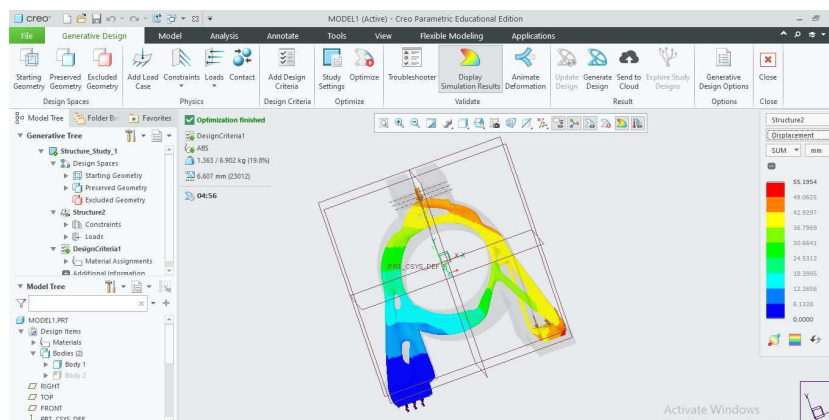 creo
MODEL1 (Active) - Creo Parametric Educational Edition
File Generative Design Model Analysis Annotate Tools View Flexible Modeling Applications
Starting Geometry
Preserved Geometry
Excluded Geometry
Add Load Case
Constraints
Loads
Contact
Add Design Criteria
Study Settings
Optimize
Troubleshooter
Display Simulation Results
Animate Deformation
Update Design
Generate Design
Send to Cloud
Explore Study Designs
Generative Design Options
Close
Design Spaces Physics Design Criteria Optimize Validate Result Options Close
Model Tree Folder B Favorites
Generative Tree
Structure_Study_1
Design Spaces
Starting Geometry
Preserved Geometry
Excluded Geometry
Structure2
Constraints
Loads
DesignCriteria1
Material Assignments
Additional Information
Model Tree
MODEL1.PRT
Design Items
Materials
Bodies (2)
Body 1
Body 2
RIGHT
TOP
FRONT
PRT_CSYS_DEF
Optimization finished
DesignCriteria1
ABS
1.363 / 6.902 kg (19.8%)
6.607 mm (23012)
04:56
PRT_CSYS_DEF
X
Structure2
Displacement
SUM mm
55.1954
49.0625
42.9297
36.7969
30.6641
24.5313
18.3985
12.2656
6.1328
0.0000
Activate Windows